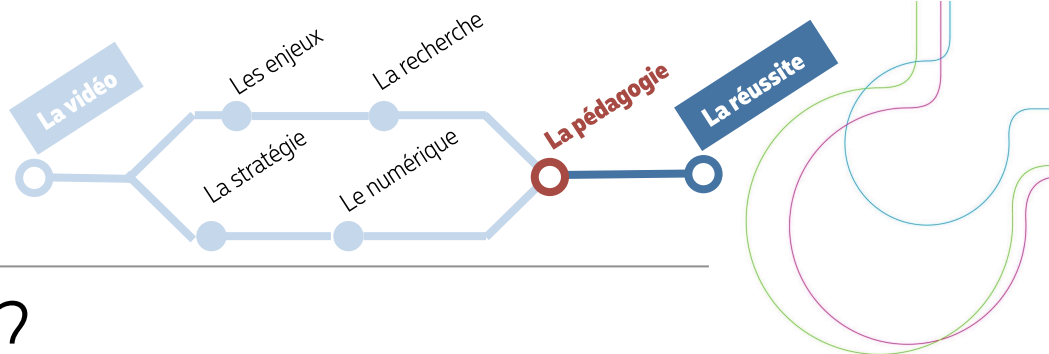 La vidéo
Les enjeux
La recherche
La stratégie
Le numérique
La pédagogie
La réussite
?